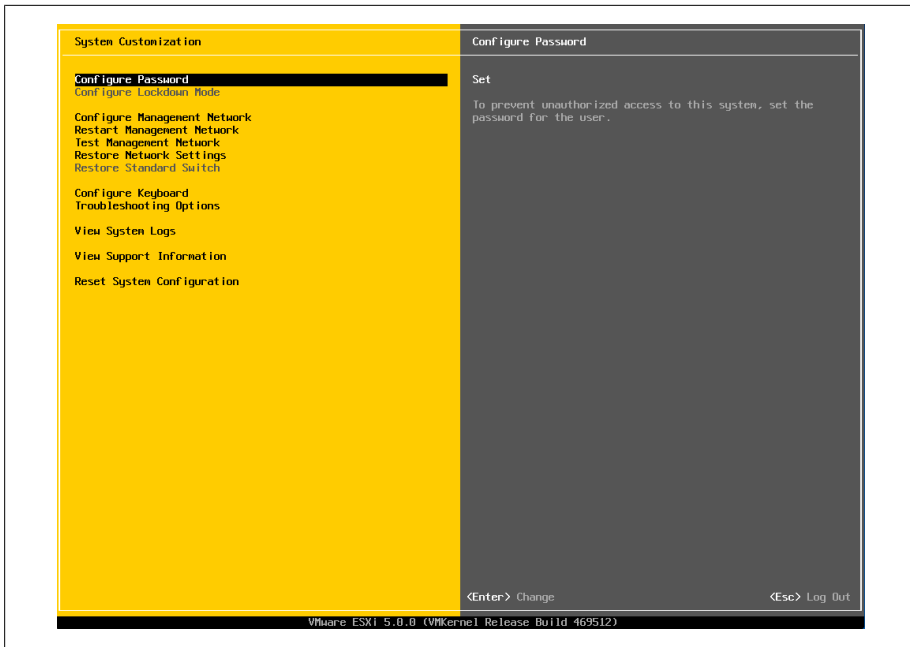 System Customization
Configure Password
Configure Lockdown Mode
Configure Management Network
Restart Management Network
Test Management Network
Restore Network Settings
Restore Standard Switch
Configure Keyboard
Troubleshooting Options
View System Logs
View Support Information
Reset System Configuration
Configure Password
Set
To prevent unauthorized access to this system, set the
password for the user.
<Enter> Change
<Esc> Log Out
VMware ESXi 5.0.0 (VMKernel Release Build 469512)